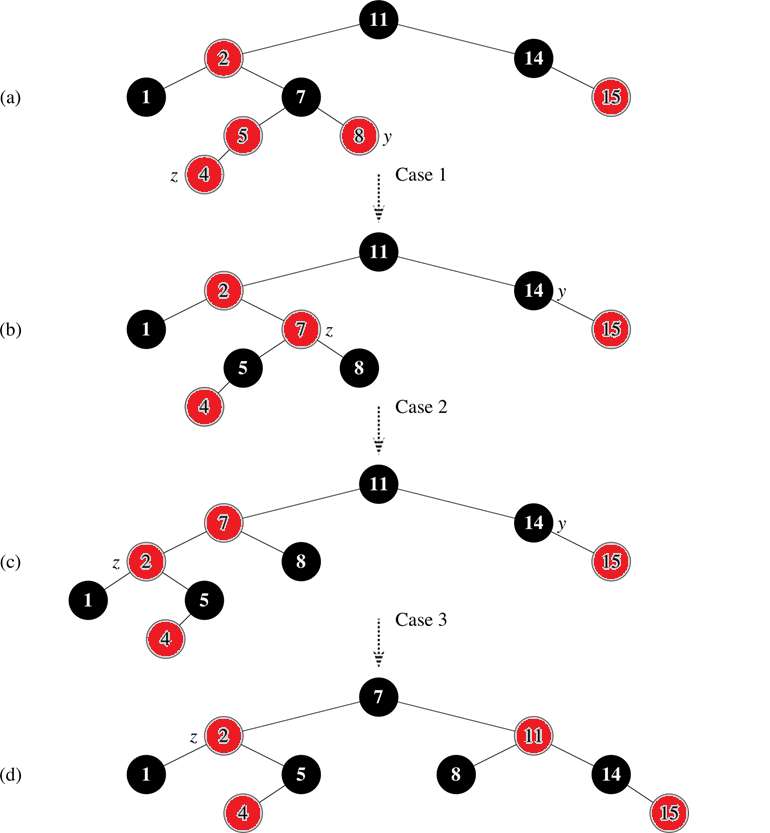 11
2 14
(a) 1 7 15
5 8 y
z 4 Case 1
11
2 14 y
(b) 1 7 z 15
5 8
4 Case 2
11
7 14 y
(c) z 2 8 15
1 5
4 Case 3
7
z 2 11
(d) 1 5 8 14
4 15